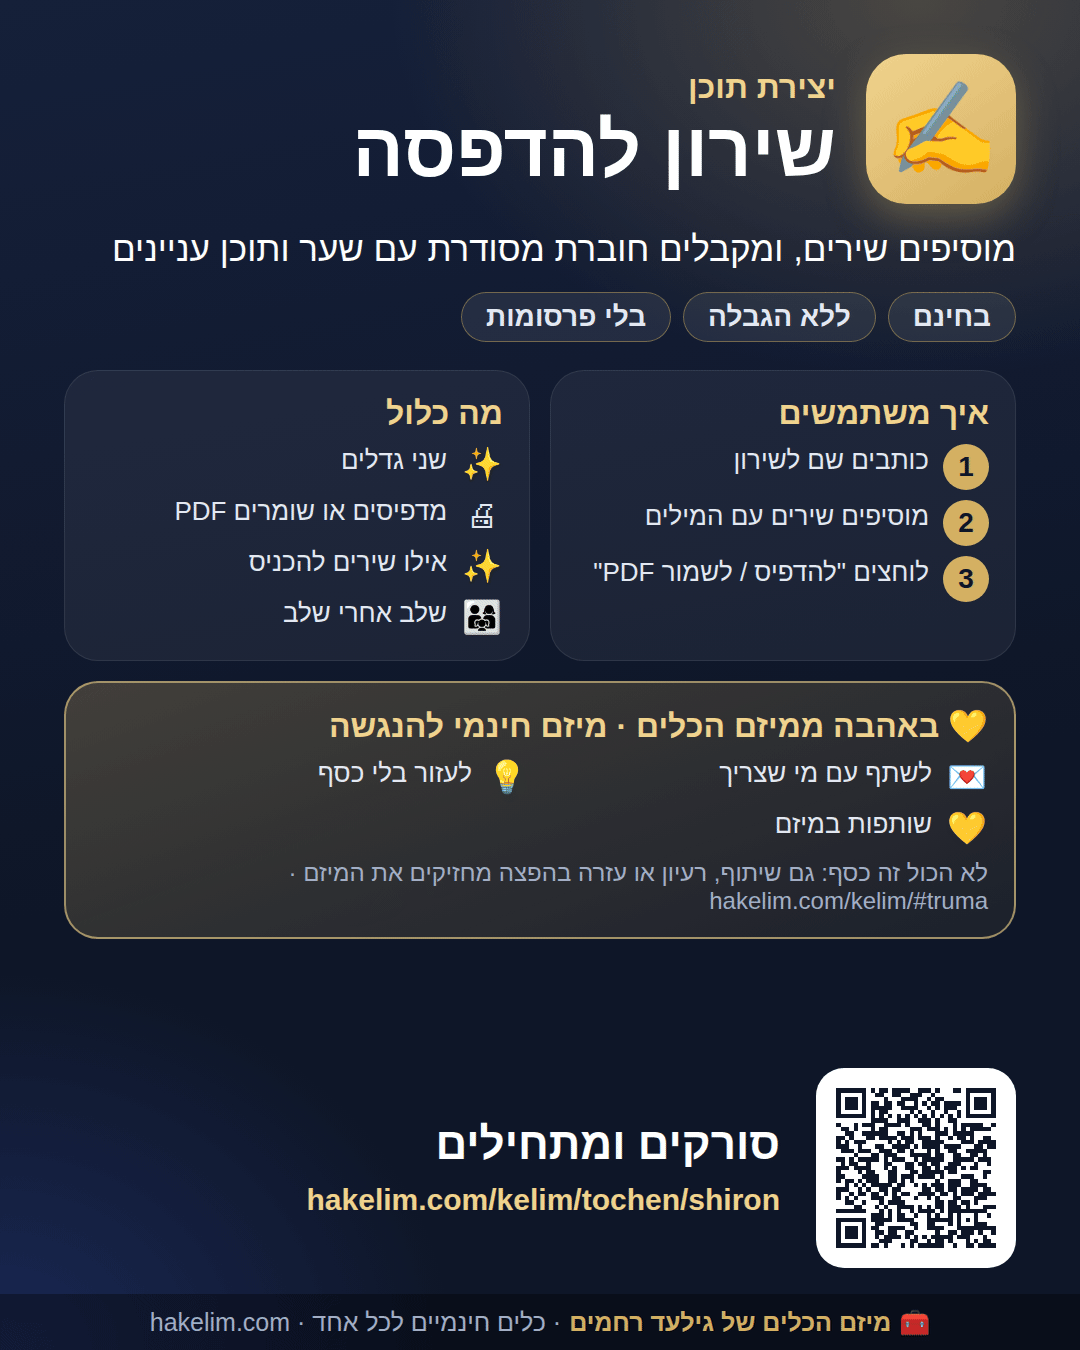 יצירת תוכן
שירון להדפסה
מוסיפים שירים, ומקבלים חוברת מסודרת עם שער ותוכן עניינים
בחינם
ללא הגבלה
בלי פרסומות
איך משתמשים
1 כותבים שם לשירון
2 מוסיפים שירים עם המילים
3 לוחצים "להדפיס / לשמור PDF"
מה כלול
שני גדלים
מדפיסים או שומרים PDF
אילו שירים להכניס
שלב אחרי שלב
באהבה ממיזם הכלים · מיזם חינמי להנגשה
לשתף עם מי שצריך
לעזור בלי כסף
שותפות במיזם
לא הכול זה כסף: גם שיתוף, רעיון או עזרה בהפצה מחזיקים את המיזם ·
hakelim.com/kelim/#truma
סורקים ומתחילים
hakelim.com/kelim/tochen/shiron
מיזם הכלים של גילעד רחמים · כלים חינמיים לכל אחד · hakelim.com